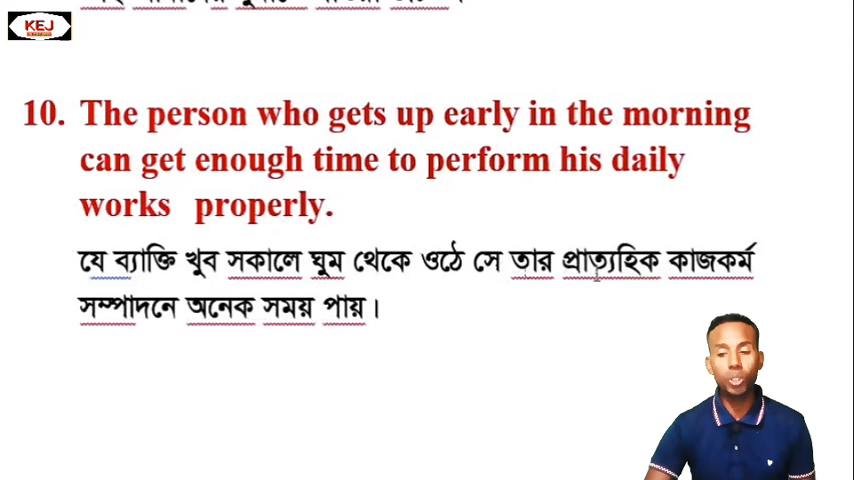 KEJ
10. The person who gets up early in the morning
can get enough time to perform his daily
works properly.
যে ব্যাক্তি খুব সকালে ঘুম থেকে ওঠে সে তার প্রাত্যহিক কাজকর্ম
সম্পাদনে অনেক সময় পায়।